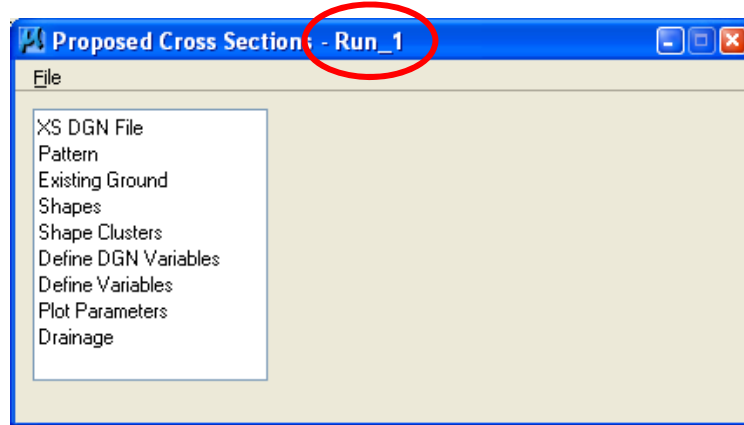 Proposed Cross Sections - Run_1
File
XS DGN File
Pattern
Existing Ground
Shapes
Shape Clusters
Define DGN Variables
Define Variables
Plot Parameters
Drainage